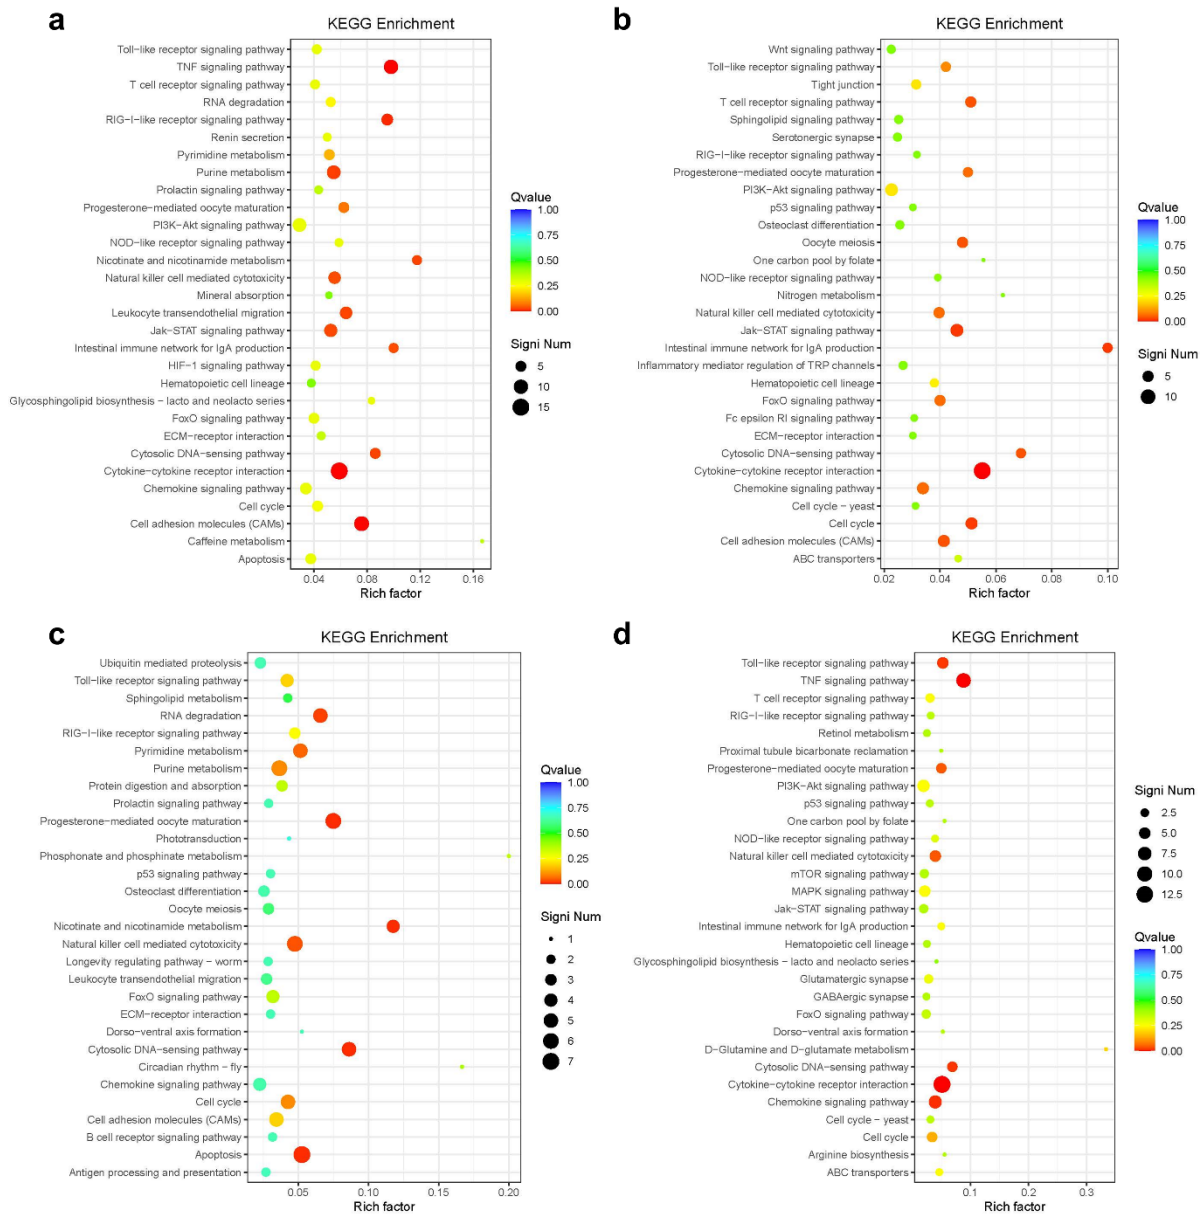 a
KEGG Enrichment
Toll-like receptor signaling pathway
TNF signaling pathway
T cell receptor signaling pathway
RNA degradation
RIG-I-like receptor signaling pathway
Renin secretion
Pyrimidine metabolism
Purine metabolism
Prolactin signaling pathway
Progesterone-mediated oocyte maturation
PI3K-Akt signaling pathway
NOD-like receptor signaling pathway
Nicotinate and nicotinamide metabolism
Natural killer cell mediated cytotoxicity
Mineral absorption
Leukocyte transendothelial migration
Jak-STAT signaling pathway
Intestinal immune network for IgA production
HIF-1 signaling pathway
Hematopoietic cell lineage
Glycosphingolipid biosynthesis - lacto and neolacto series
FoxO signaling pathway
ECM-receptor interaction
Cytosolic DNA-sensing pathway
Cytokine-cytokine receptor interaction
Chemokine signaling pathway
Cell cycle
Cell adhesion molecules (CAMs)
Caffeine metabolism
Apoptosis
0.04 0.08 0.12 0.16
Rich factor
Qvalue
1.00
0.75
0.50
0.25
0.00
Signi Num
5
10
15
b
KEGG Enrichment
Wnt signaling pathway
Toll-like receptor signaling pathway
Tight junction
T cell receptor signaling pathway
Sphingolipid signaling pathway
Serotonergic synapse
RIG-I-like receptor signaling pathway
Progesterone-mediated oocyte maturation
PI3K-Akt signaling pathway
p53 signaling pathway
Osteoclast differentiation
Oocyte meiosis
One carbon pool by folate
NOD-like receptor signaling pathway
Nitrogen metabolism
Natural killer cell mediated cytotoxicity
Jak-STAT signaling pathway
Intestinal immune network for IgA production
Inflammatory mediator regulation of TRP channels
Hematopoietic cell lineage
FoxO signaling pathway
Fc epsilon RI signaling pathway
ECM-receptor interaction
Cytosolic DNA-sensing pathway
Cytokine-cytokine receptor interaction
Chemokine signaling pathway
Cell cycle - yeast
Cell cycle
Cell adhesion molecules (CAMs)
ABC transporters
0.02 0.04 0.06 0.08 0.10
Rich factor
Qvalue
1.00
0.75
0.50
0.25
0.00
Signi Num
5
10
c
KEGG Enrichment
Ubiquitin mediated proteolysis
Toll-like receptor signaling pathway
Sphingolipid metabolism
RNA degradation
RIG-I-like receptor signaling pathway
Pyrimidine metabolism
Purine metabolism
Protein digestion and absorption
Prolactin signaling pathway
Progesterone-mediated oocyte maturation
Phototransduction
Phosphonate and phosphinate metabolism
p53 signaling pathway
Osteoclast differentiation
Oocyte meiosis
Nicotinate and nicotinamide metabolism
Natural killer cell mediated cytotoxicity
Longevity regulating pathway - worm
Leukocyte transendothelial migration
FoxO signaling pathway
ECM-receptor interaction
Dorso-ventral axis formation
Cytosolic DNA-sensing pathway
Circadian rhythm - fly
Chemokine signaling pathway
Cell cycle
Cell adhesion molecules (CAMs)
B cell receptor signaling pathway
Apoptosis
Antigen processing and presentation
0.05 0.10 0.15 0.20
Rich factor
Qvalue
1.00
0.75
0.50
0.25
0.00
Signi Num
1
2
3
4
5
6
7
d
KEGG Enrichment
Toll-like receptor signaling pathway
TNF signaling pathway
T cell receptor signaling pathway
RIG-I-like receptor signaling pathway
Retinol metabolism
Proximal tubule bicarbonate reclamation
Progesterone-mediated oocyte maturation
PI3K-Akt signaling pathway
p53 signaling pathway
One carbon pool by folate
NOD-like receptor signaling pathway
Natural killer cell mediated cytotoxicity
mTOR signaling pathway
MAPK signaling pathway
Jak-STAT signaling pathway
Intestinal immune network for IgA production
Hematopoietic cell lineage
Glycosphingolipid biosynthesis - lacto and neolacto series
Glutamatergic synapse
GABAergic synapse
FoxO signaling pathway
Dorso-ventral axis formation
D-Glutamine and D-glutamate metabolism
Cytosolic DNA-sensing pathway
Cytokine-cytokine receptor interaction
Chemokine signaling pathway
Cell cycle - yeast
Cell cycle
Arginine biosynthesis
ABC transporters
0.1 0.2 0.3
Rich factor
Signi Num
2.5
5.0
7.5
10.0
12.5
Qvalue
1.00
0.75
0.50
0.25
0.00